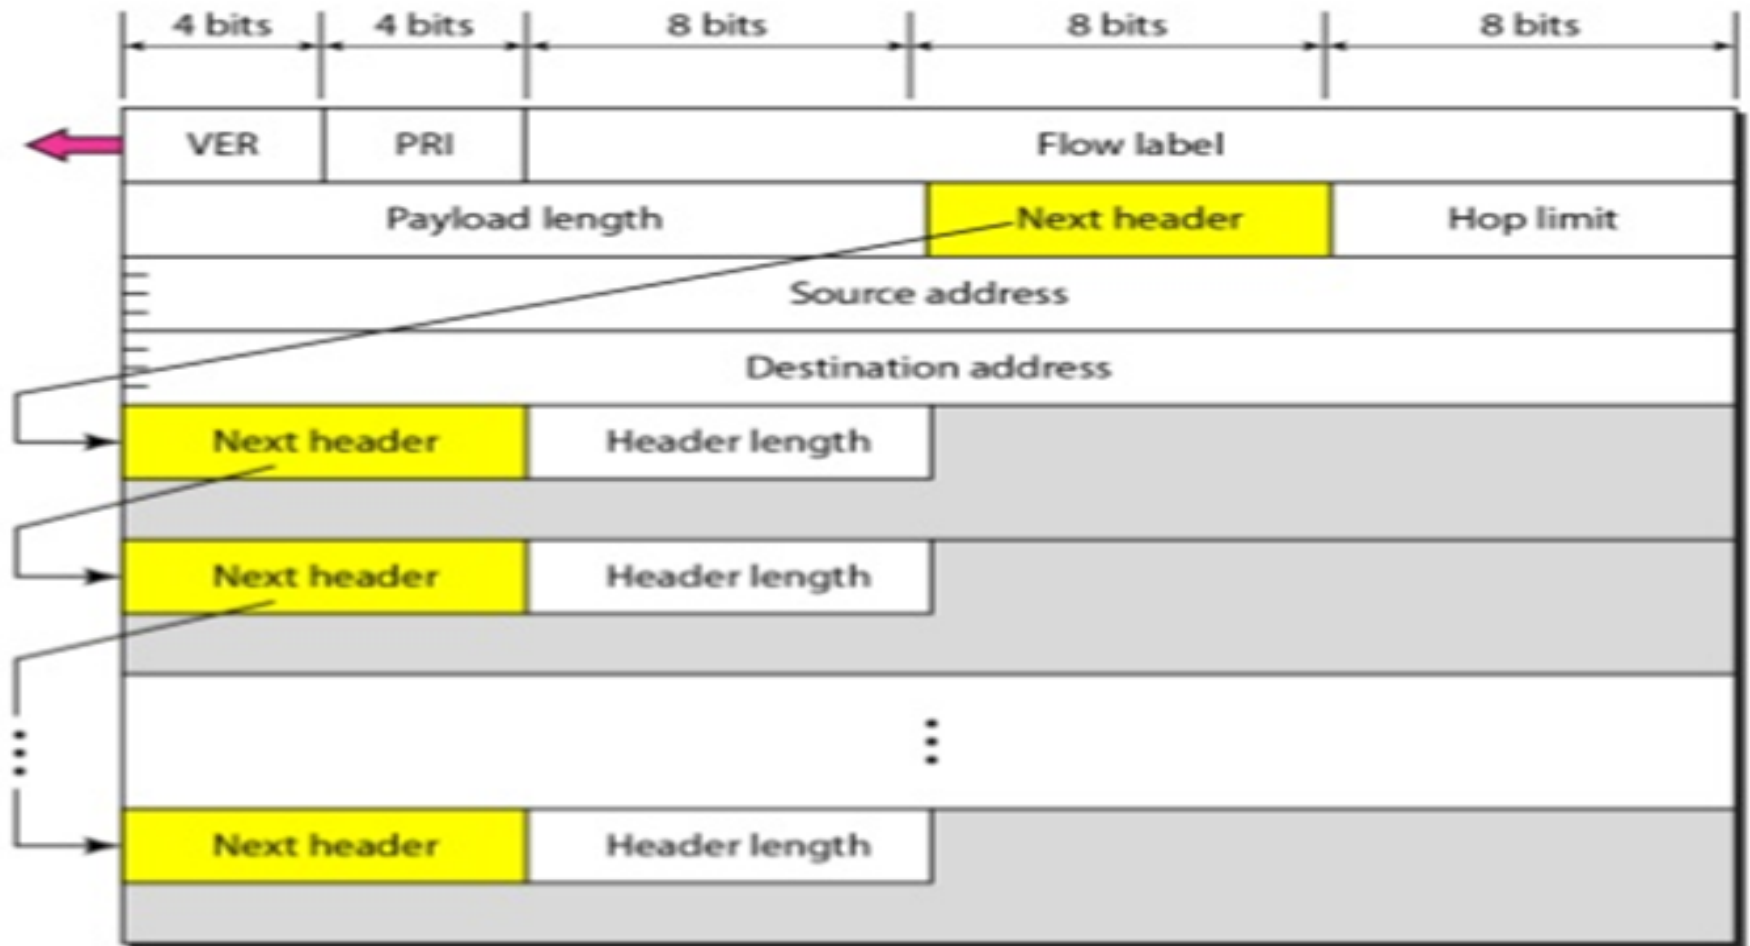 4 bits 4 bits 8 bits 8 bits 8 bits
VER PRI Flow label
Payload length Next header Hop limit
Source address
Destination address
Next header Header length
Next header Header length
Next header Header length